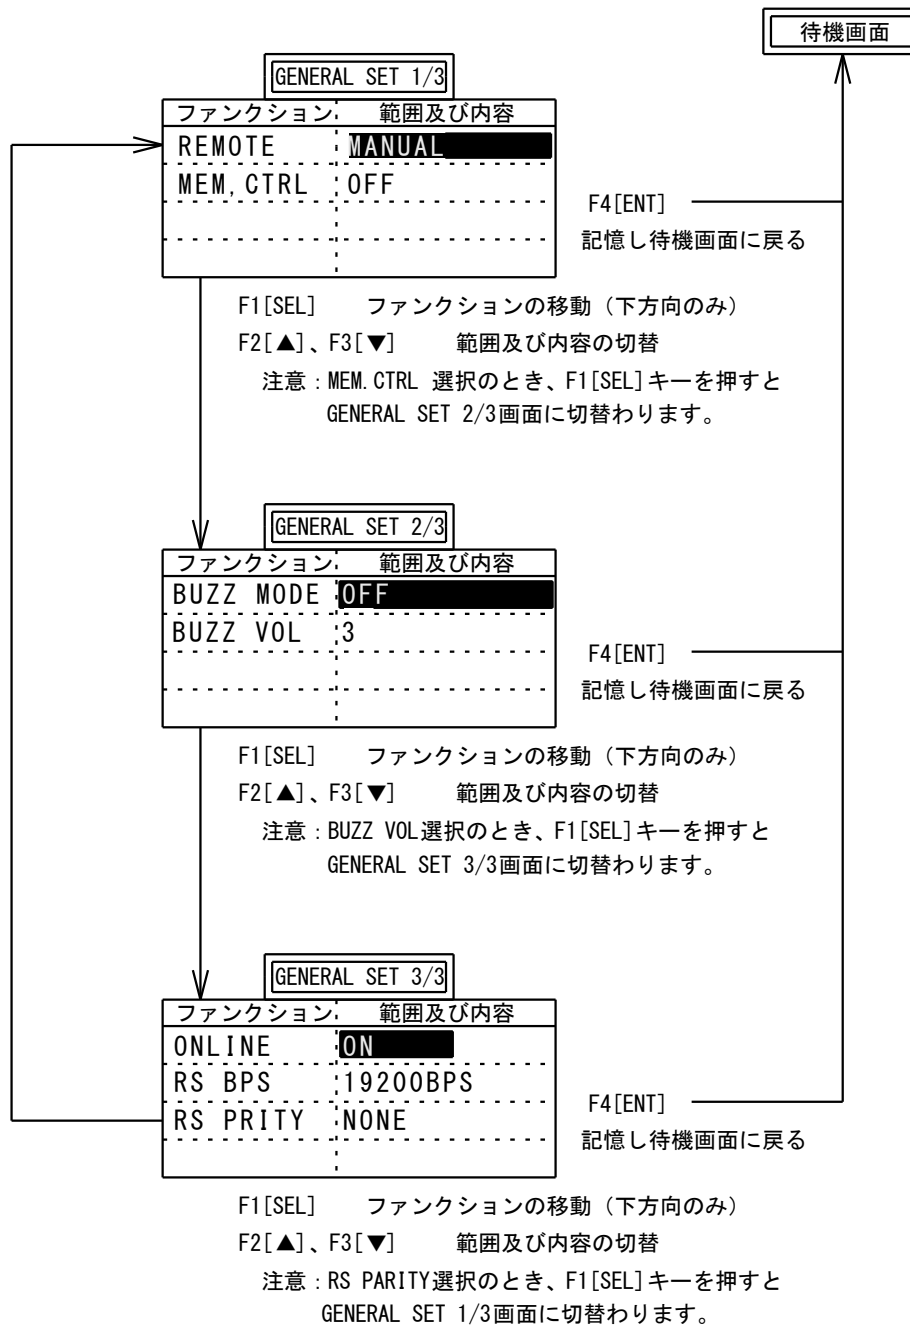 待機画面
GENERAL SET 1/3
ファンクション 範囲及び内容
REMOTE MANUAL
MEM,CTRL OFF
F4[ENT]
記憶し待機画面に戻る
F1[SEL] ファンクションの移動（下方向のみ）
F2[▲]、F3[▼] 範囲及び内容の切替
注意：MEM.CTRL 選択のとき、F1[SEL]キーを押すと
GENERAL SET 2/3画面に切替わります。
GENERAL SET 2/3
ファンクション 範囲及び内容
BUZZ MODE OFF
BUZZ VOL 3
F4[ENT]
記憶し待機画面に戻る
F1[SEL] ファンクションの移動（下方向のみ）
F2[▲]、F3[▼] 範囲及び内容の切替
注意：BUZZ VOL選択のとき、F1[SEL]キーを押すと
GENERAL SET 3/3画面に切替わります。
GENERAL SET 3/3
ファンクション 範囲及び内容
ONLINE ON
RS BPS 19200BPS
RS PRITY NONE
F4[ENT]
記憶し待機画面に戻る
F1[SEL] ファンクションの移動（下方向のみ）
F2[▲]、F3[▼] 範囲及び内容の切替
注意：RS PARITY選択のとき、F1[SEL]キーを押すと
GENERAL SET 1/3画面に切替わります。